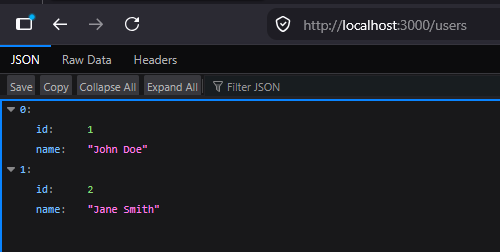 http://localhost:3000/users
JSON Raw Data Headers
Save Copy Collapse All Expand All Filter JSON
0:
id: 1
name: "John Doe"
1:
id: 2
name: "Jane Smith"